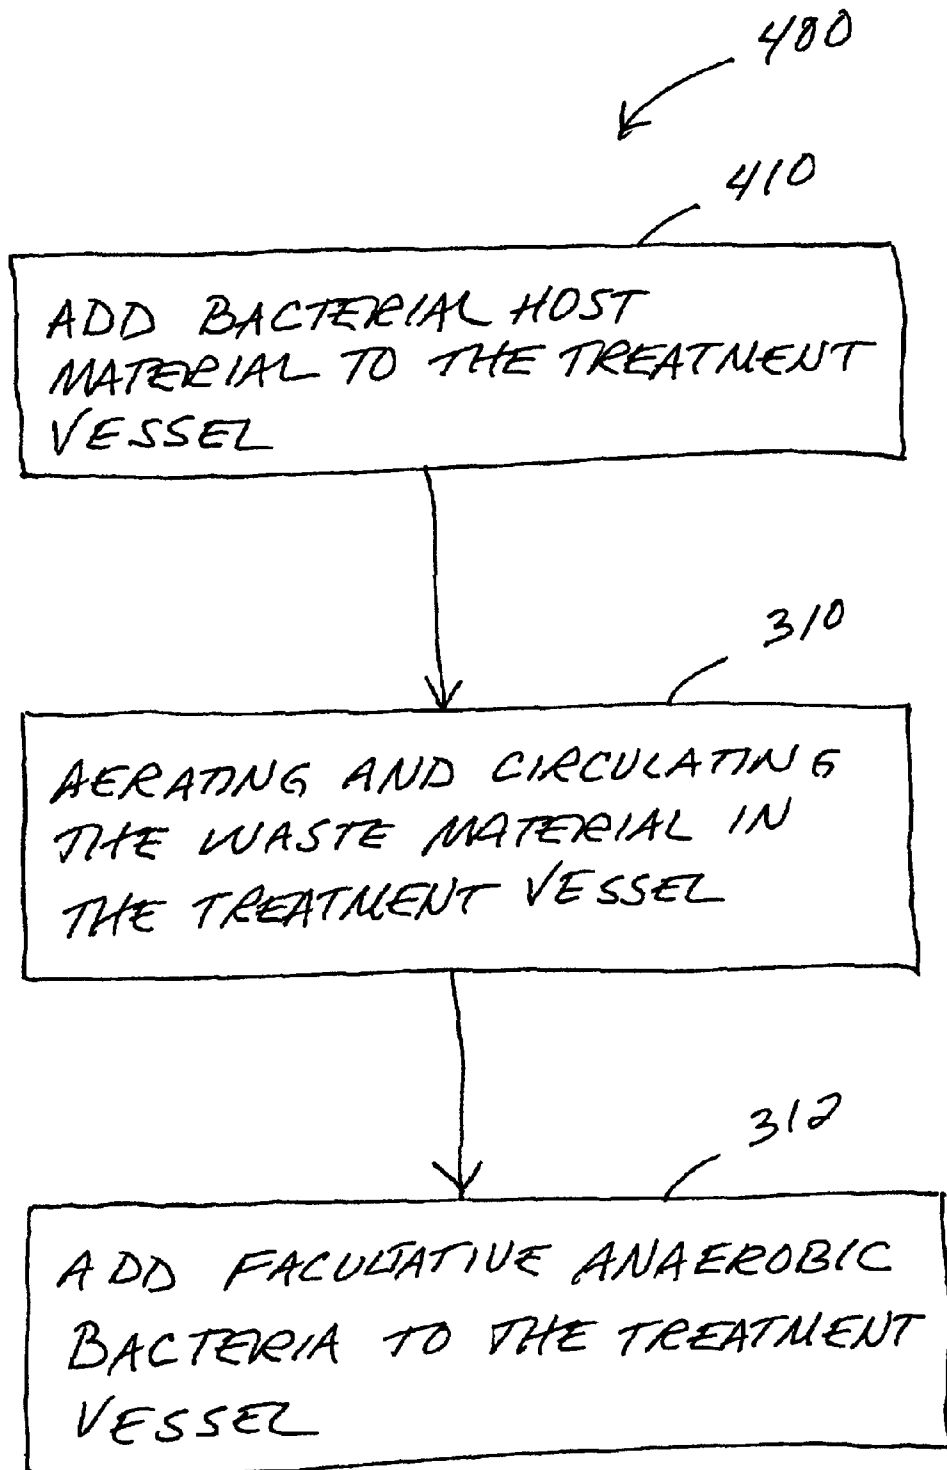 400
410
ADD BACTERIAL HOST
MATERIAL TO THE TREATMENT
VESSEL
310
AERATING AND CIRCULATING
THE WASTE MATERIAL IN
THE TREATMENT VESSEL
312
ADD FACULTATIVE ANAEROBIC
BACTERIA TO THE TREATMENT
VESSEL